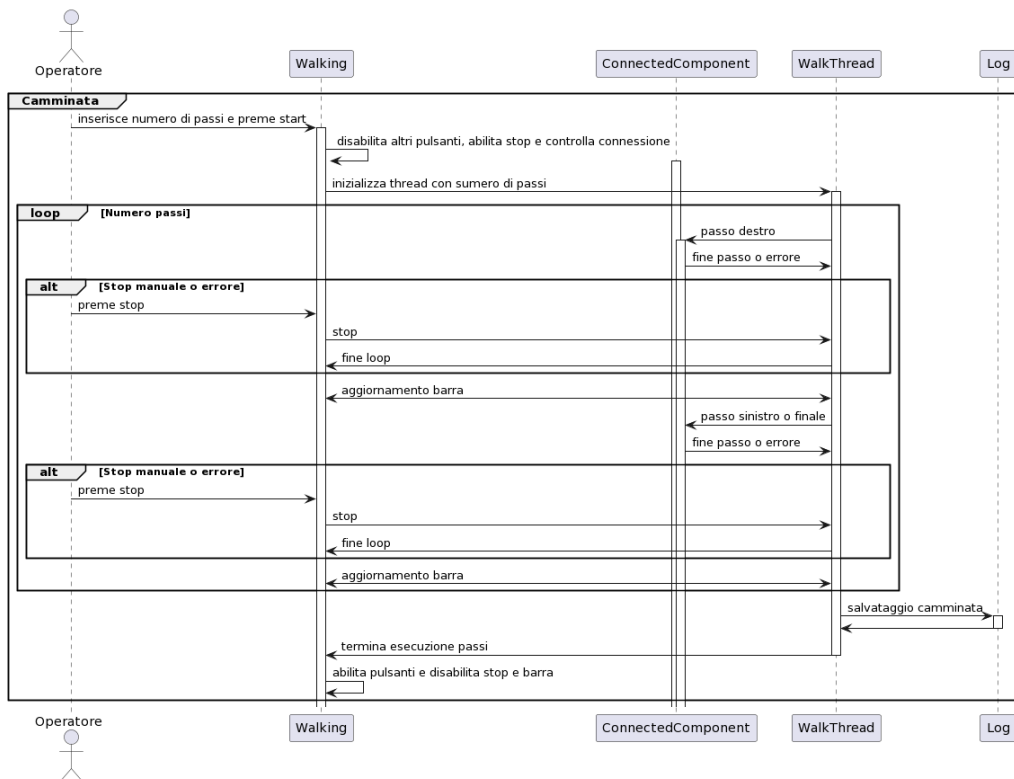 Operatore
Walking
ConnectedComponent
WalkThread
Log
Camminata
inserisce numero di passi e preme start
disabilita altri pulsanti, abilita stop e controlla connessione
inizializza thread con sumero di passi
loop [Numero passi]
passo destro
fine passo o errore
alt [Stop manuale o errore]
preme stop
stop
fine loop
aggiornamento barra
passo sinistro o finale
fine passo o errore
alt [Stop manuale o errore]
preme stop
stop
fine loop
aggiornamento barra
salvataggio camminata
termina esecuzione passi
abilita pulsanti e disabilita stop e barra
Operatore
Walking
ConnectedComponent
WalkThread
Log